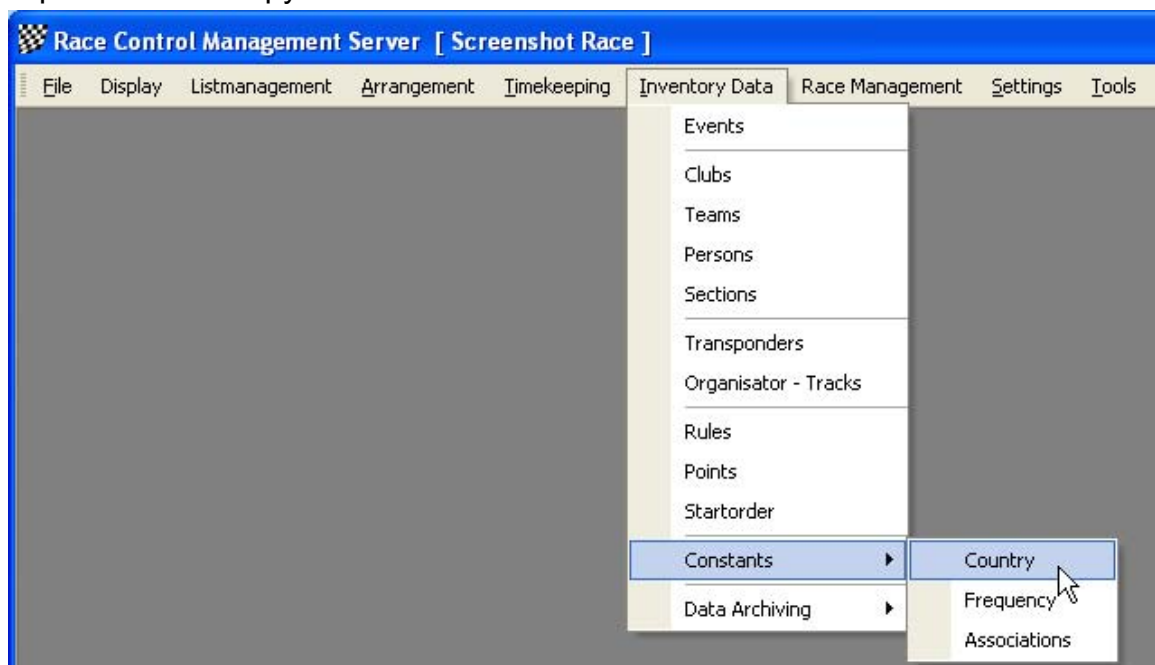 Race Control Management Server [ Screenshot Race ]
File Display Listmanagement Arrangement Timekeeping Inventory Data Race Management Settings Tools
Events
Clubs
Teams
Persons
Sections
Transponders
Organisator - Tracks
Rules
Points
Startorder
Constants
Country
Frequency
Associations
Data Archiving